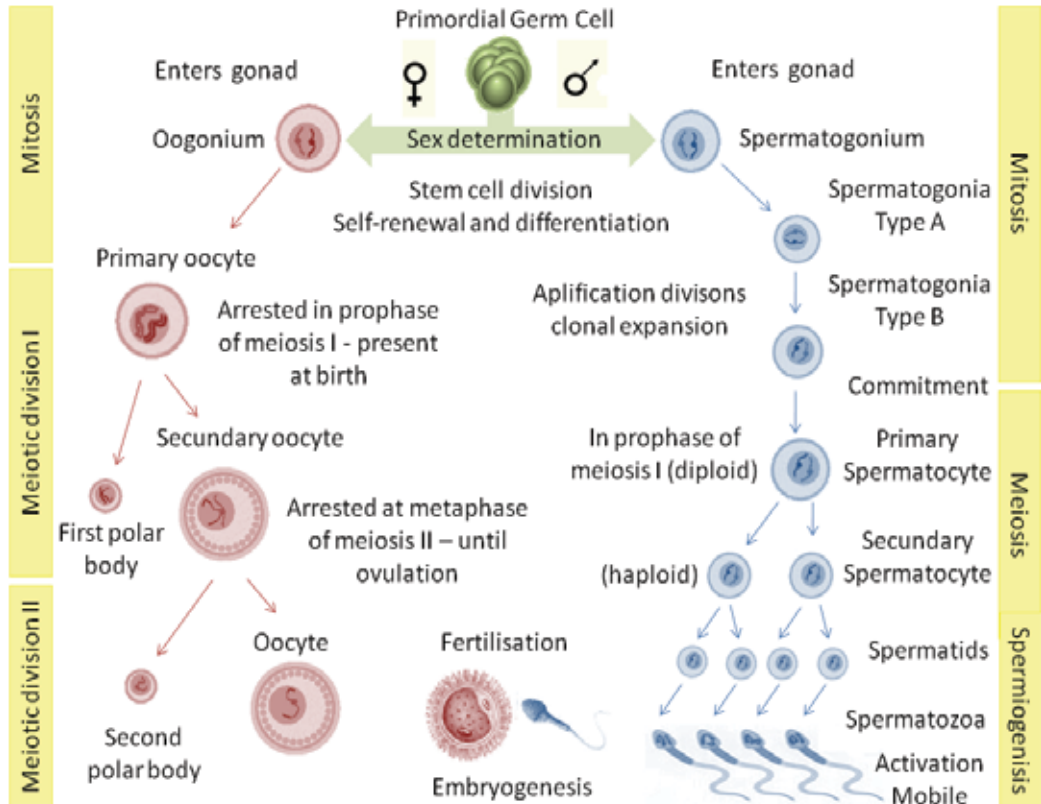 Primordial Germ Cell
Enters gonad
Enters gonad
♀
♂
Oogonium
Sex determination
Spermatogonium
Stem cell division
Self-renewal and differentiation
Mitosis
Mitosis
Spermatogonia
Type A
Primary oocyte
Arrested in prophase
of meiosis I - present
at birth
Aplification divisons
clonal expansion
Spermatogonia
Type B
Commitment
Meiotic division I
Secundary oocyte
First polar
body
Arrested at metaphase
of meiosis II – until
ovulation
In prophase of
meiosis I (diploid)
Primary
Spermatocyte
Meiosis
(haploid)
Secundary
Spermatocyte
Meiotic division II
Oocyte
Second
polar body
Fertilisation
Embryogenesis
Spermatids
Spermatozoa
Activation
Mobile
Spermiogenisis